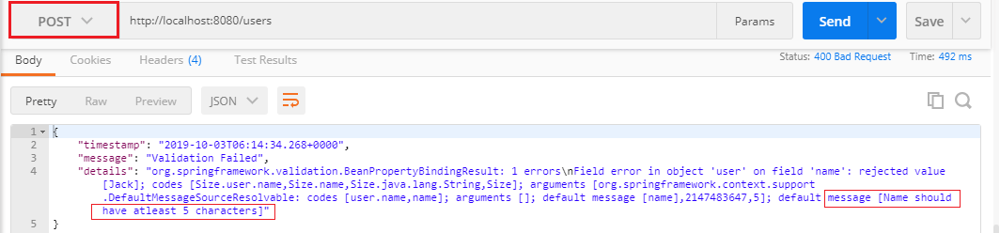 POST http://localhost:8080/users Params Send Save
Body Cookies Headers (4) Test Results Status: 400 Bad Request Time: 492 ms
Pretty Raw Preview JSON
1 {
2 "timestamp": "2019-10-03T06:14:34.268+0000",
3 "message": "Validation Failed",
4 "details": "org.springframework.validation.BeanPropertyBindingResult: 1 errors\nField error in object 'user' on field 'name': rejected value
[Jack]; codes [Size.user.name,Size.name,Size.java.lang.String,Size]; arguments [org.springframework.context.support
.DefaultMessageSourceResolvable: codes [user.name,name]; arguments []; default message [name],2147483647,5]; default message [Name should
have atleast 5 characters]"
5 }